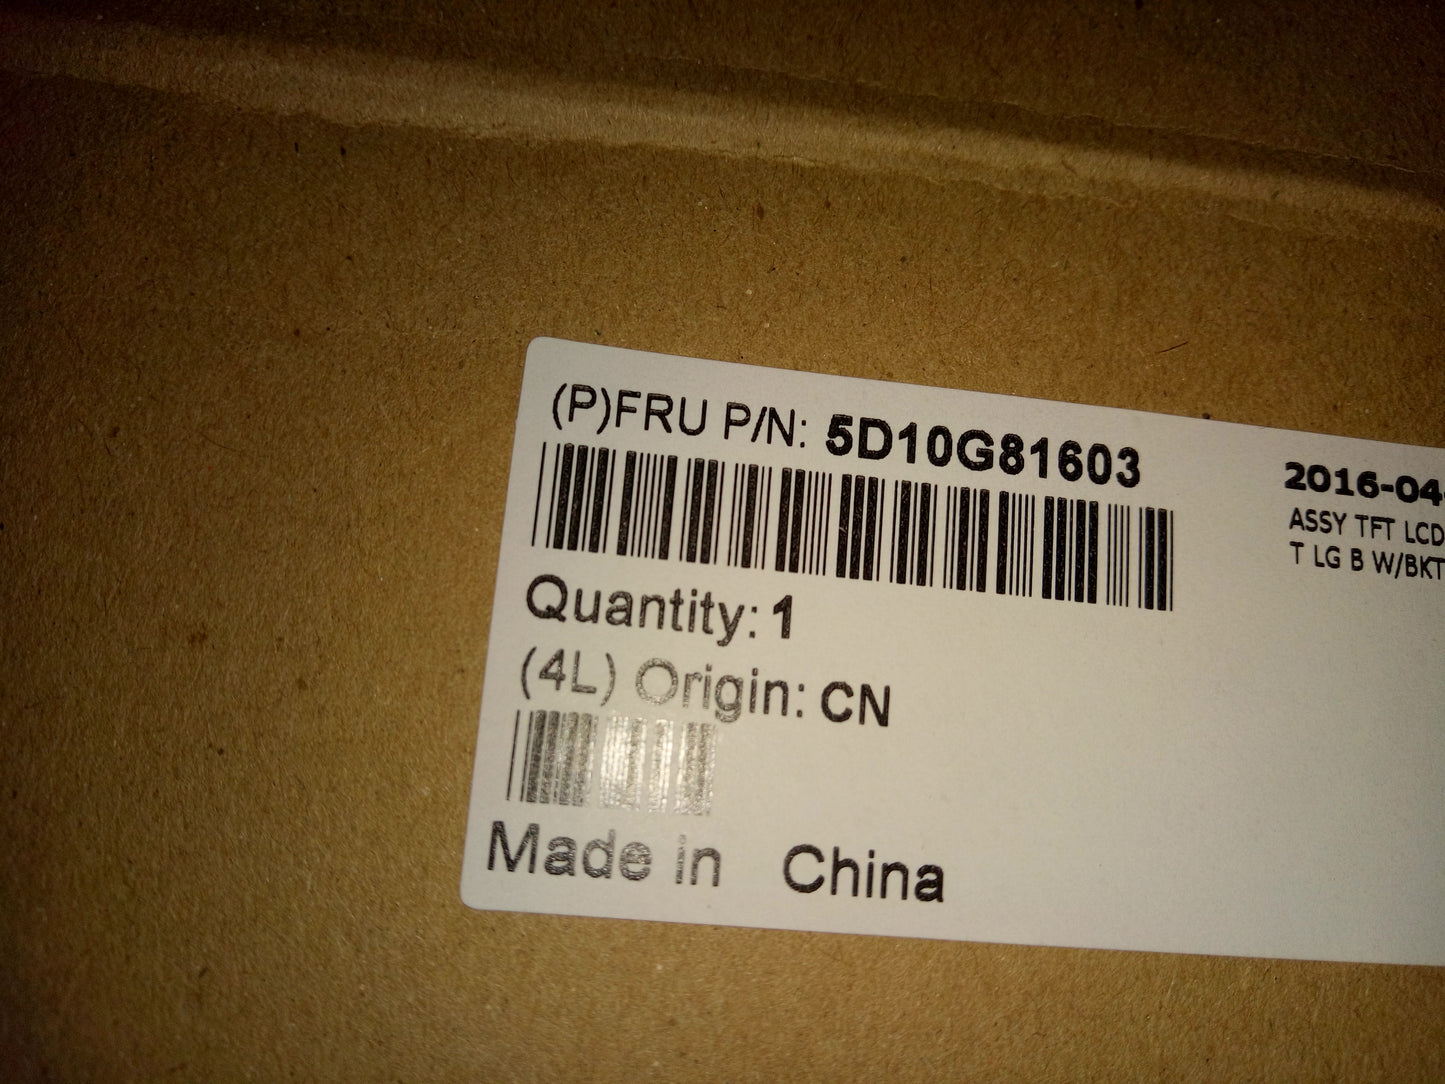 (P)FRU P/N: 5D10G81603
2016-04
ASSY TFT LCD
T LG B W/BKT
Quantity: 1
(4L) Origin: CN
Made in China